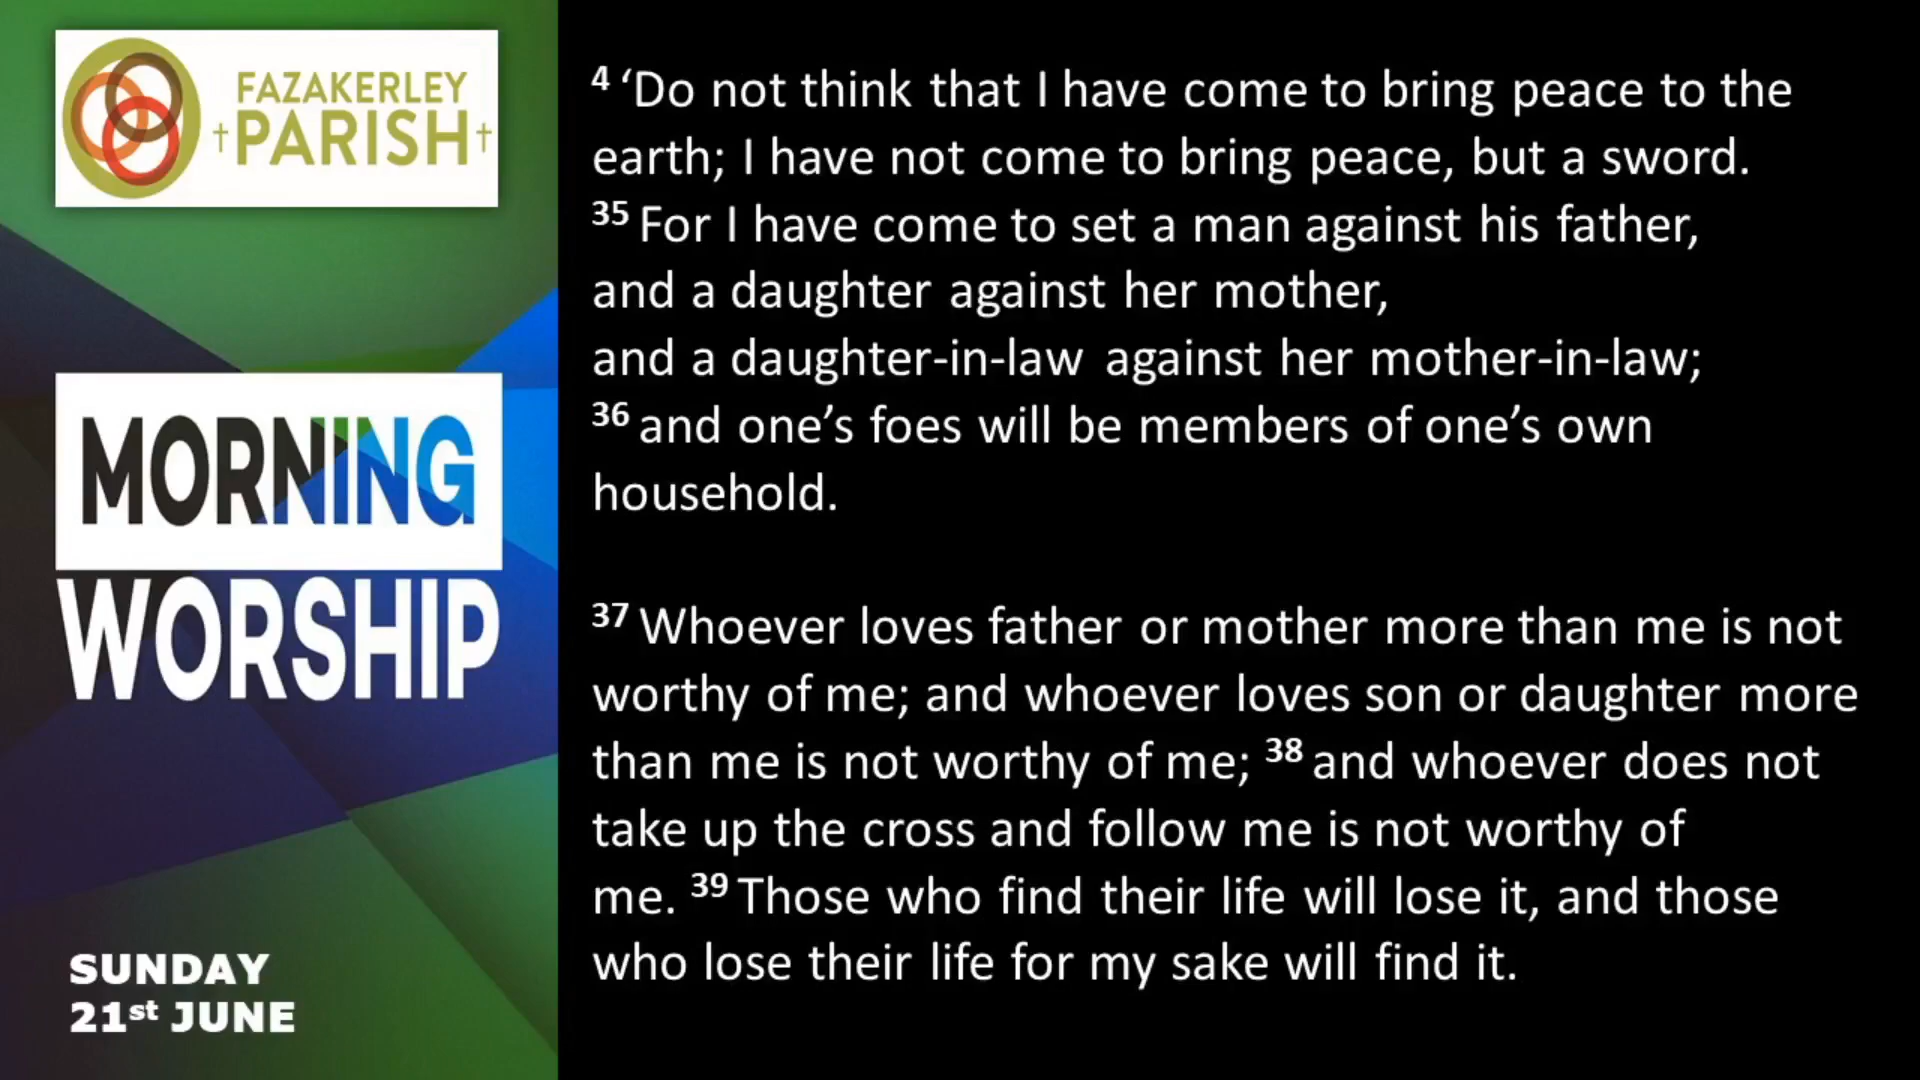 FAZAKERLEY
†PARISH†
MORNING
WORSHIP
SUNDAY
21st JUNE
4 ‘Do not think that I have come to bring peace to the
earth; I have not come to bring peace, but a sword.
35 For I have come to set a man against his father,
and a daughter against her mother,
and a daughter-in-law against her mother-in-law;
36 and one’s foes will be members of one’s own
household.
37 Whoever loves father or mother more than me is not
worthy of me; and whoever loves son or daughter more
than me is not worthy of me; 38 and whoever does not
take up the cross and follow me is not worthy of
me. 39 Those who find their life will lose it, and those
who lose their life for my sake will find it.